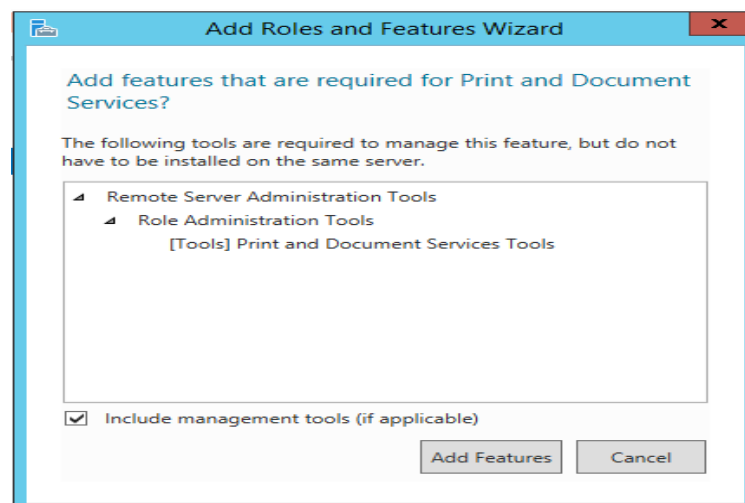 Add Roles and Features Wizard
Add features that are required for Print and Document
Services?
The following tools are required to manage this feature, but do not
have to be installed on the same server.
Remote Server Administration Tools
Role Administration Tools
[Tools] Print and Document Services Tools
Include management tools (if applicable)
Add Features
Cancel